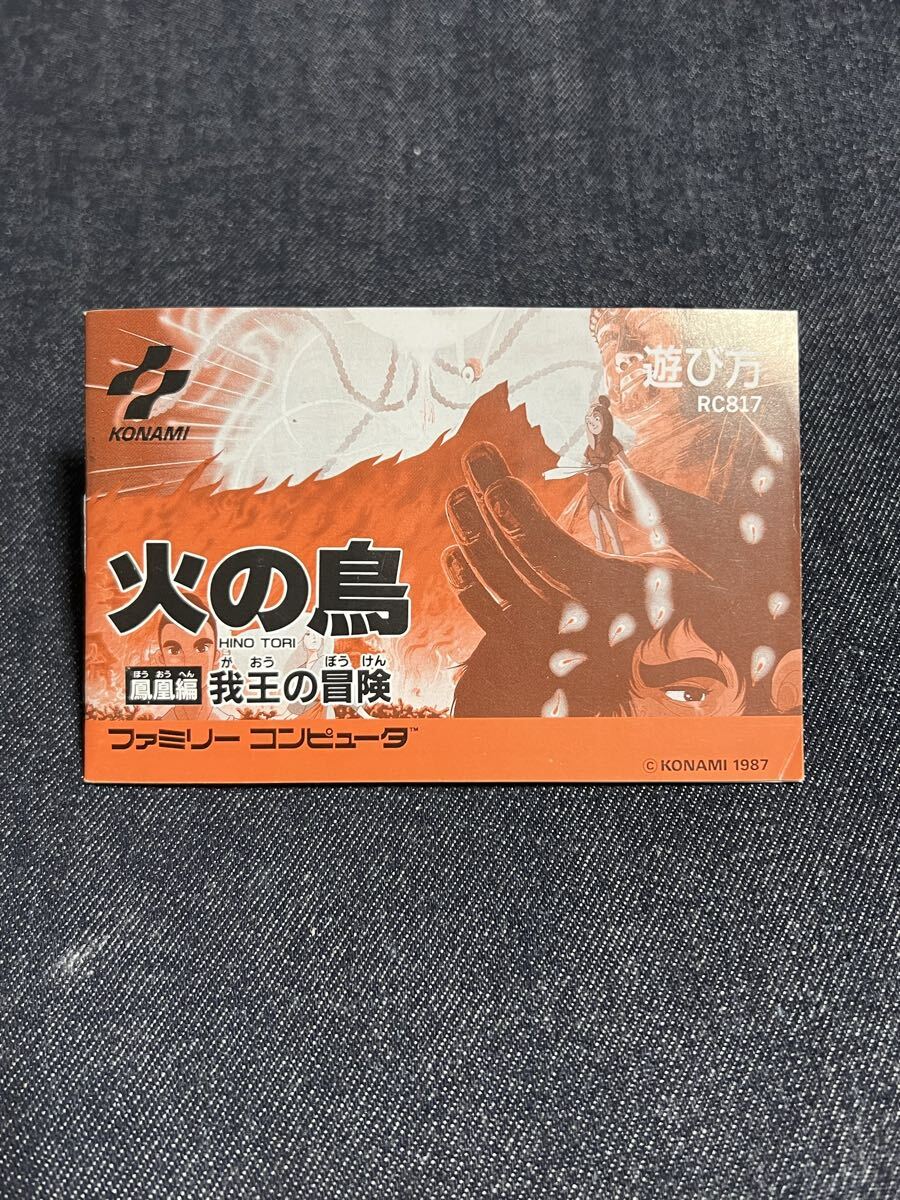 KONAMI
遊び方
RC817
火の鳥
HINO TORI
ほう おう へん
鳳凰編
が おう ぼう けん
我王の冒険
ファミリー コンピュータ™
© KONAMI 1987